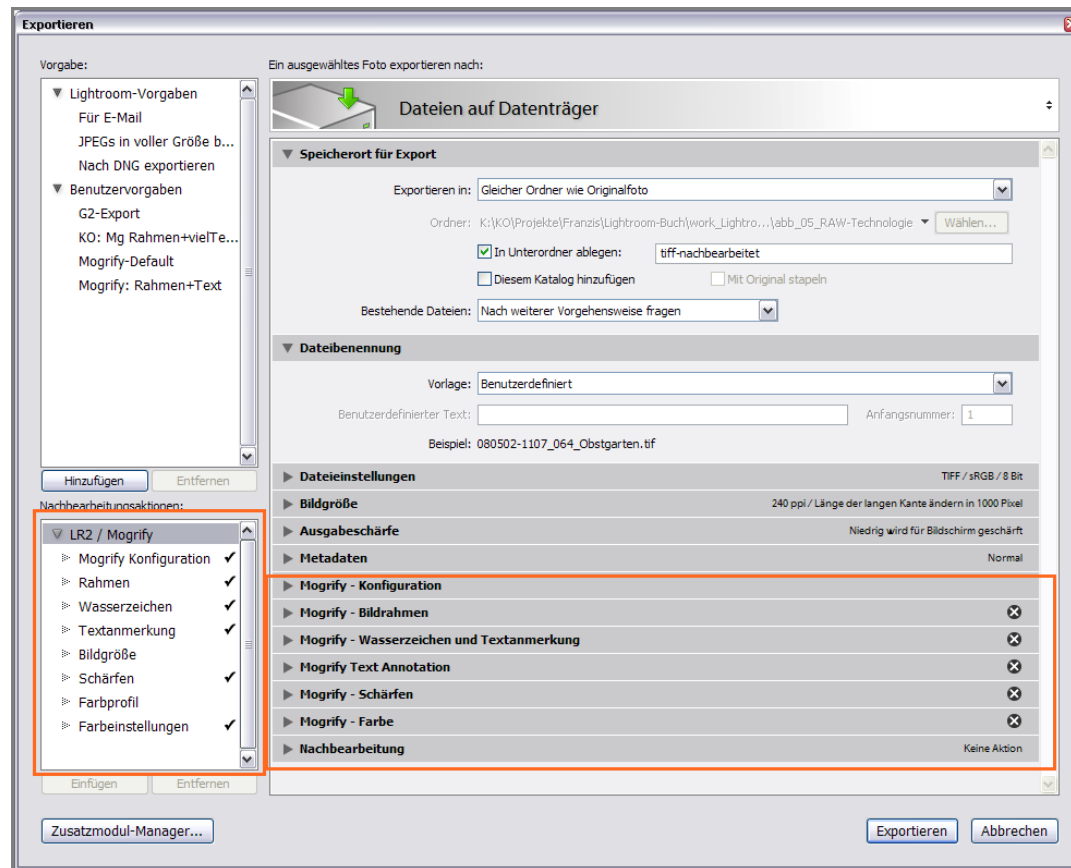 Exportieren
Vorgabe:
Lightroom-Vorgaben
Für E-Mail
JPEGs in voller Größe b...
Nach DNG exportieren
Benutzervorgaben
G2-Export
KO: Mg Rahmen+vielTe...
Mogrify-Default
Mogrify: Rahmen+Text
Hinzufügen Entfernen
Nachbearbeitungsaktionen:
LR2 / Mogrify
Mogrify Konfiguration ✓
Rahmen ✓
Wasserzeichen ✓
Textanmerkung ✓
Bildgröße
Schärfen ✓
Farbprofil
Farbeinstellungen ✓
Einfügen Entfernen
Zusatzmodul-Manager...
Ein ausgewähltes Foto exportieren nach:
Dateien auf Datenträger
Speicherort für Export
Exportieren in: Gleicher Ordner wie Originalfoto
Ordner: K:\KO\Projekte\Franzis\Lightroom-Buch\work_Lightro...\abb_05_RAW-Technologie Wählen...
In Unterordner ablegen: tiff-nachbearbeitet
Diesem Katalog hinzufügen Mit Original stapeln
Bestehende Dateien: Nach weiterer Vorgehensweise fragen
Dateibenennung
Vorlage: Benutzerdefiniert
Benutzerdefinierter Text: Anfangsnummer: 1
Beispiel: 080502-1107_064_Obstgarten.tif
Dateieinstellungen TIFF / sRGB / 8 Bit
Bildgröße 240 ppi / Länge der langen Kante ändern in 1000 Pixel
Ausgabeschärfe Niedrig wird für Bildschirm geschärft
Metadaten Normal
Mogrify - Konfiguration
Mogrify - Bildrahmen
Mogrify - Wasserzeichen und Textanmerkung
Mogrify Text Annotation
Mogrify - Schärfen
Mogrify - Farbe
Nachbearbeitung Keine Aktion
Exportieren Abbrechen